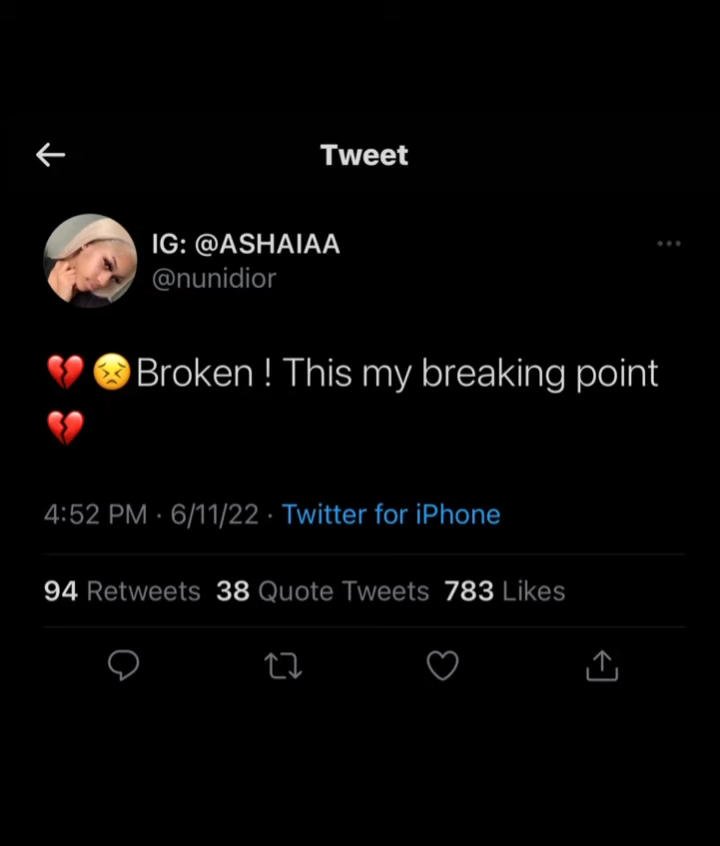 Tweet
IG: @ASHAIAA
@nunidior
💔😣Broken ! This my breaking point
💔
4:52 PM · 6/11/22 · Twitter for iPhone
94 Retweets 38 Quote Tweets 783 Likes